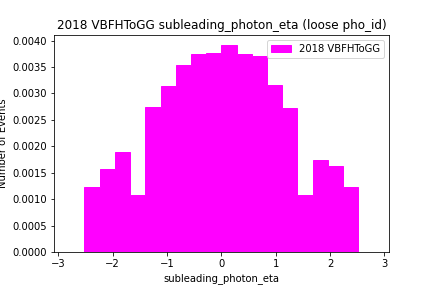 2018 VBFHToGG subleading_photon_eta (loose pho_id)
2018 VBFHToGG
0.0040
0.0035
0.0030
0.0025
0.0020
0.0015
0.0010
0.0005
0.0000
Number of Events
−3 −2 −1 0 1 2 3
subleading_photon_eta